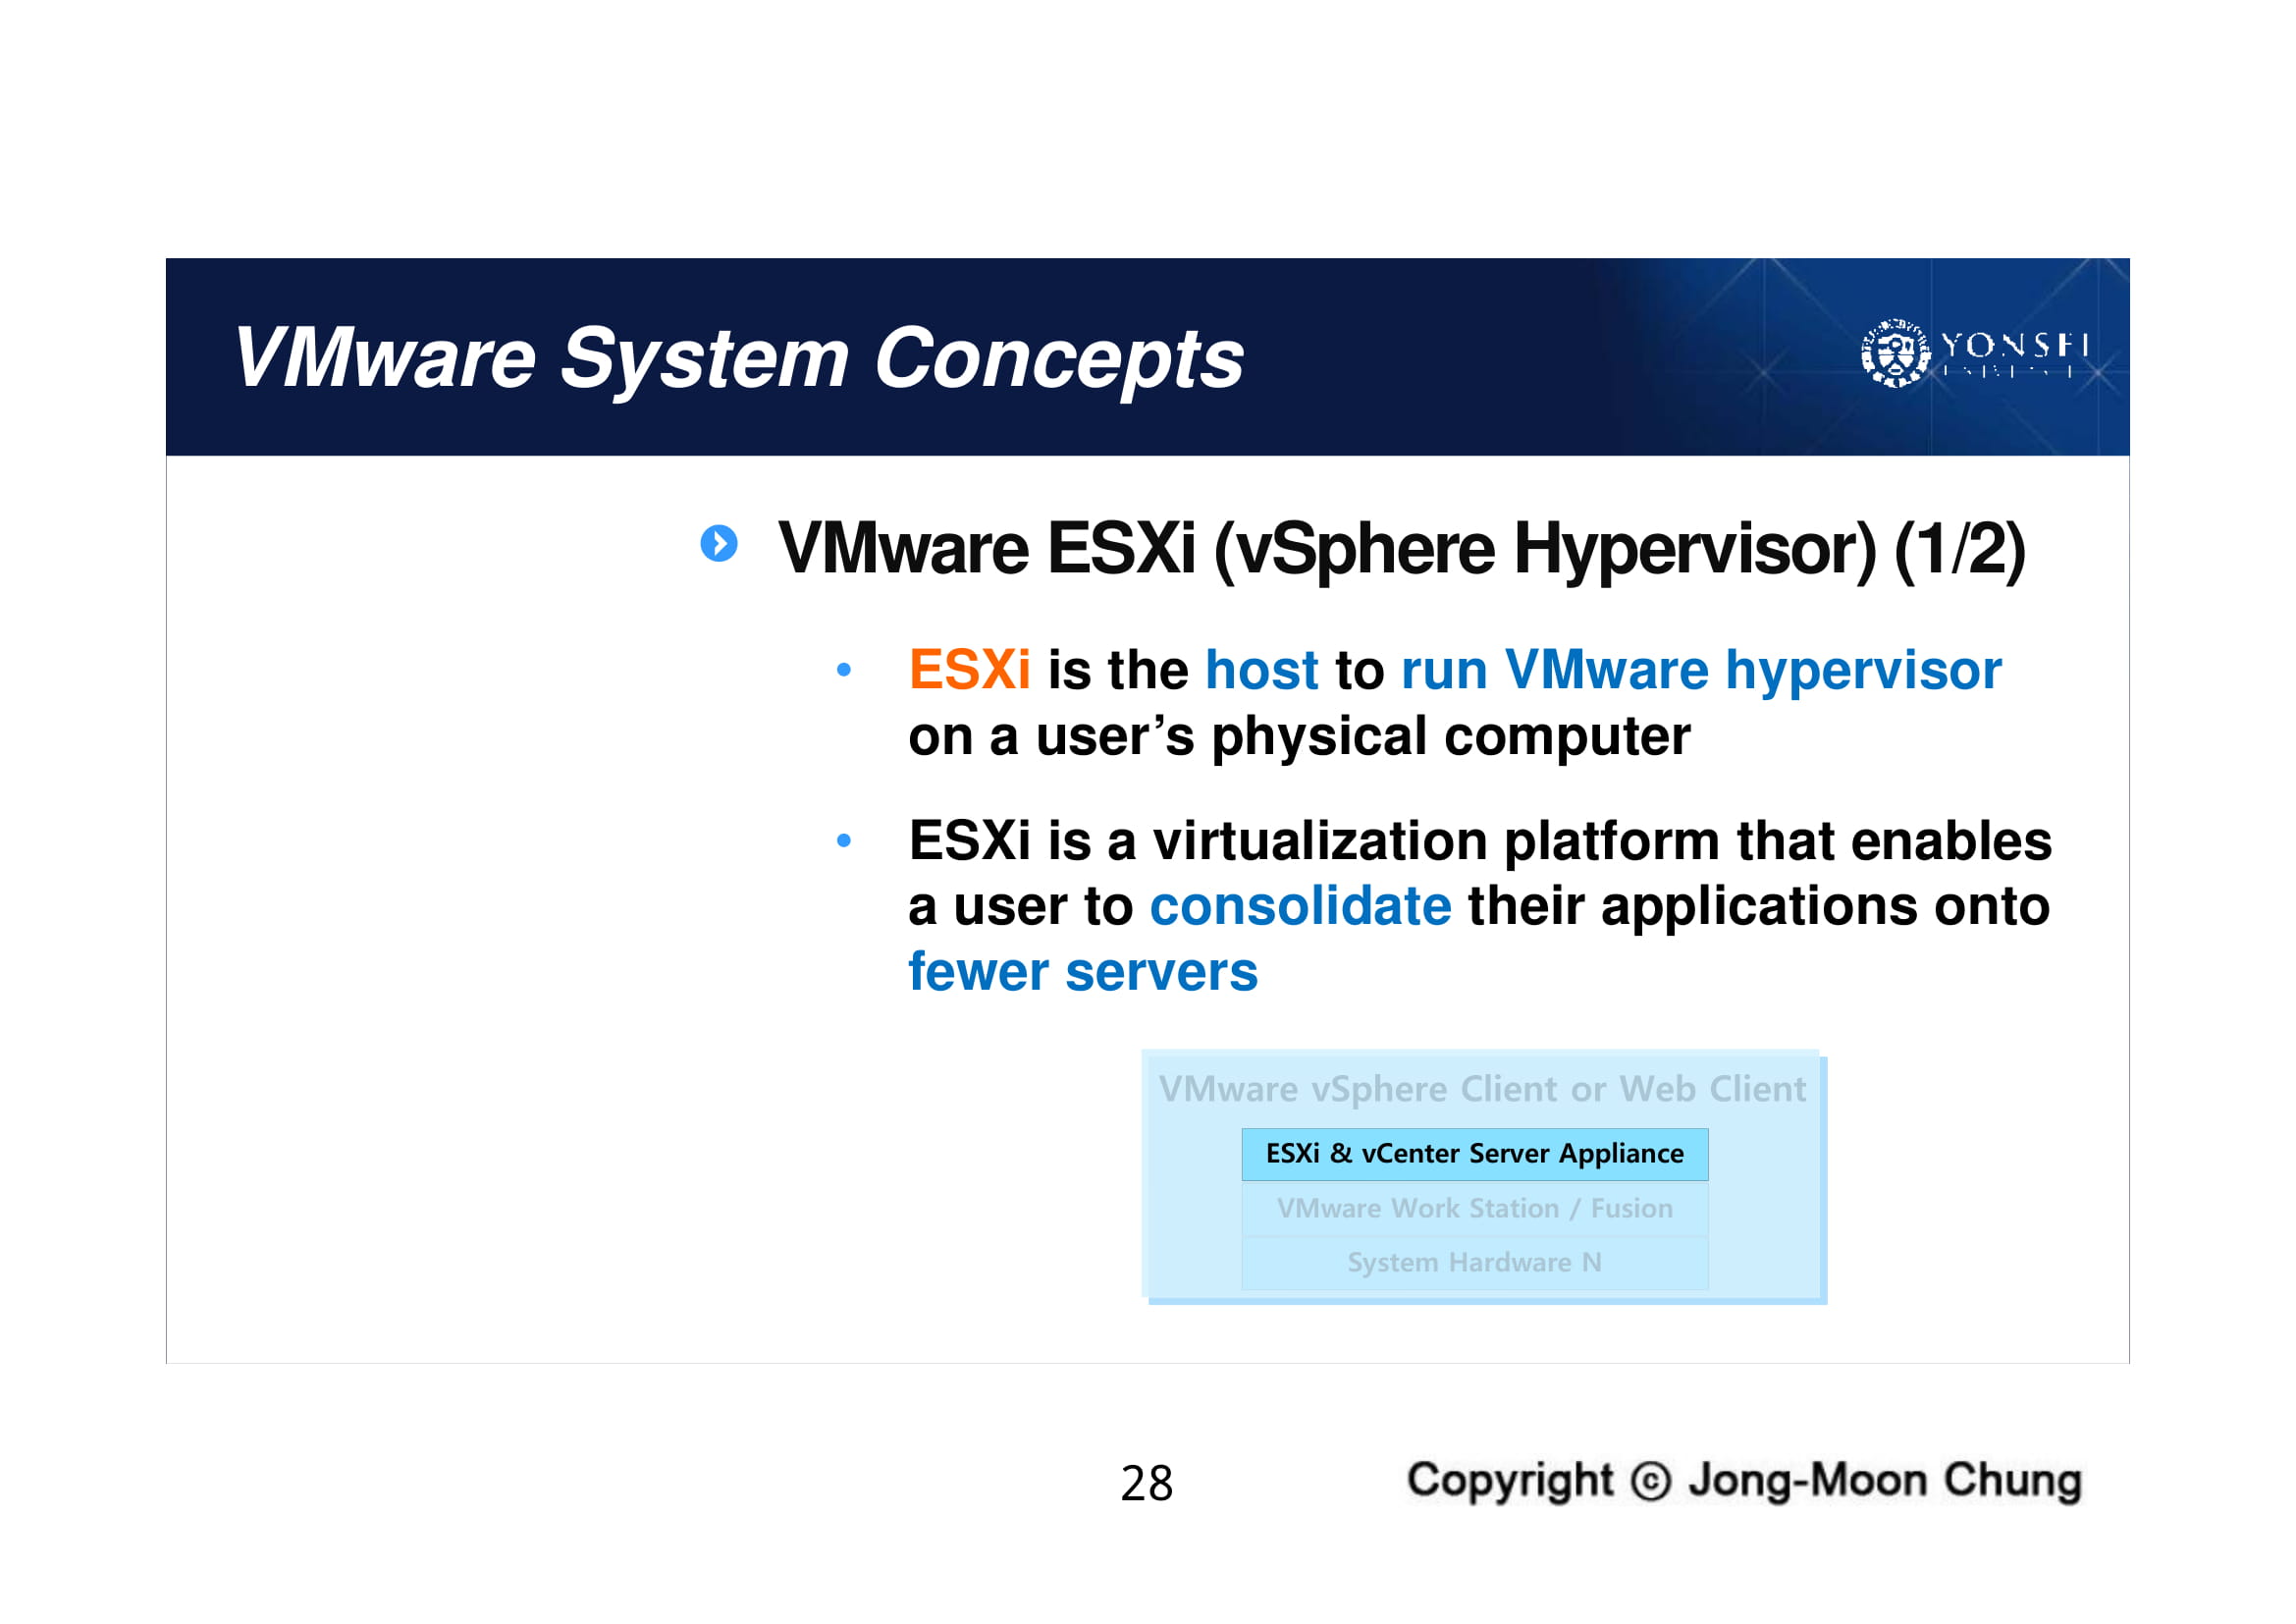 VMware System Concepts
YONSEI
VMware ESXi (vSphere Hypervisor) (1/2)
• ESXi is the host to run VMware hypervisor
on a user’s physical computer
• ESXi is a virtualization platform that enables
a user to consolidate their applications onto
fewer servers
VMware vSphere Client or Web Client
ESXi & vCenter Server Appliance
VMware Work Station / Fusion
System Hardware N
28
Copyright ⓒ Jong-Moon Chung